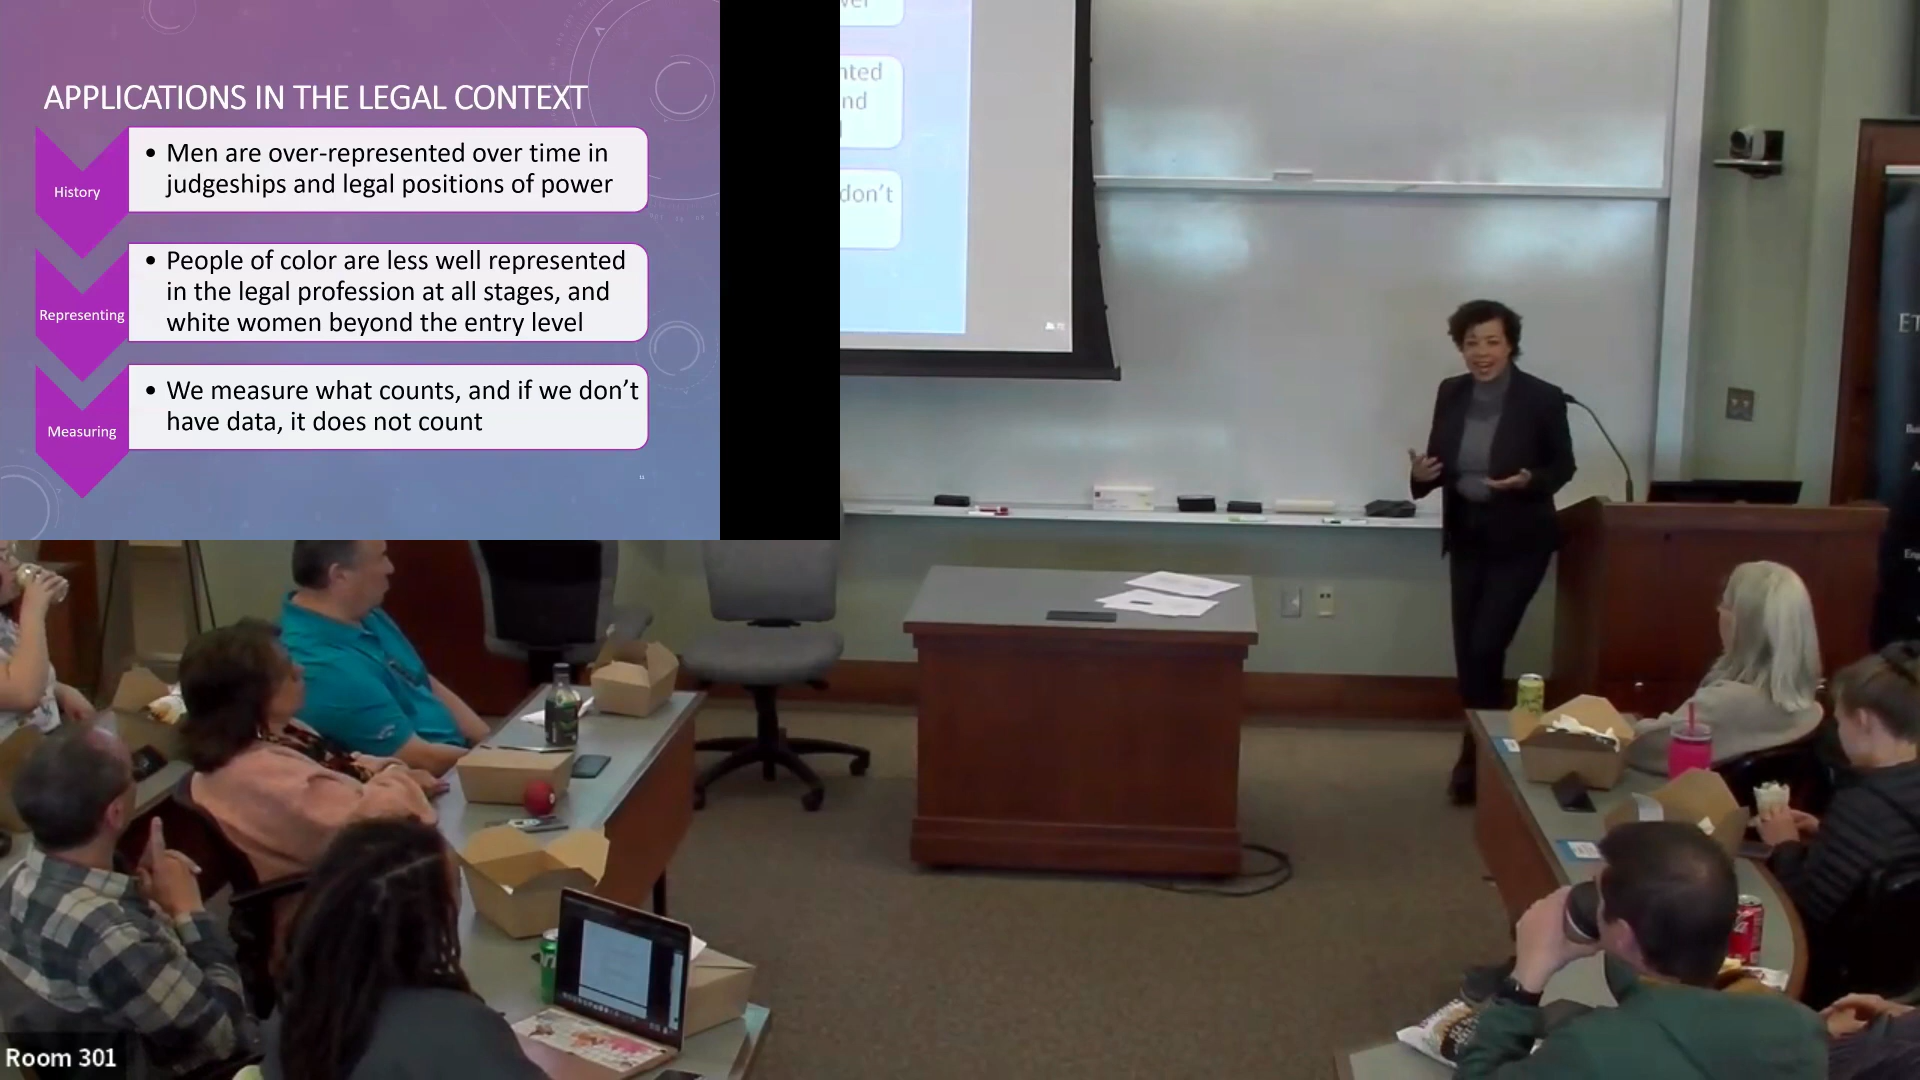 APPLICATIONS IN THE LEGAL CONTEXT
History
• Men are over-represented over time in
judgeships and legal positions of power
Representing
• People of color are less well represented
in the legal profession at all stages, and
white women beyond the entry level
Measuring
• We measure what counts, and if we don't
have data, it does not count
11
ver
nted
nd
don't
ET
Room 301